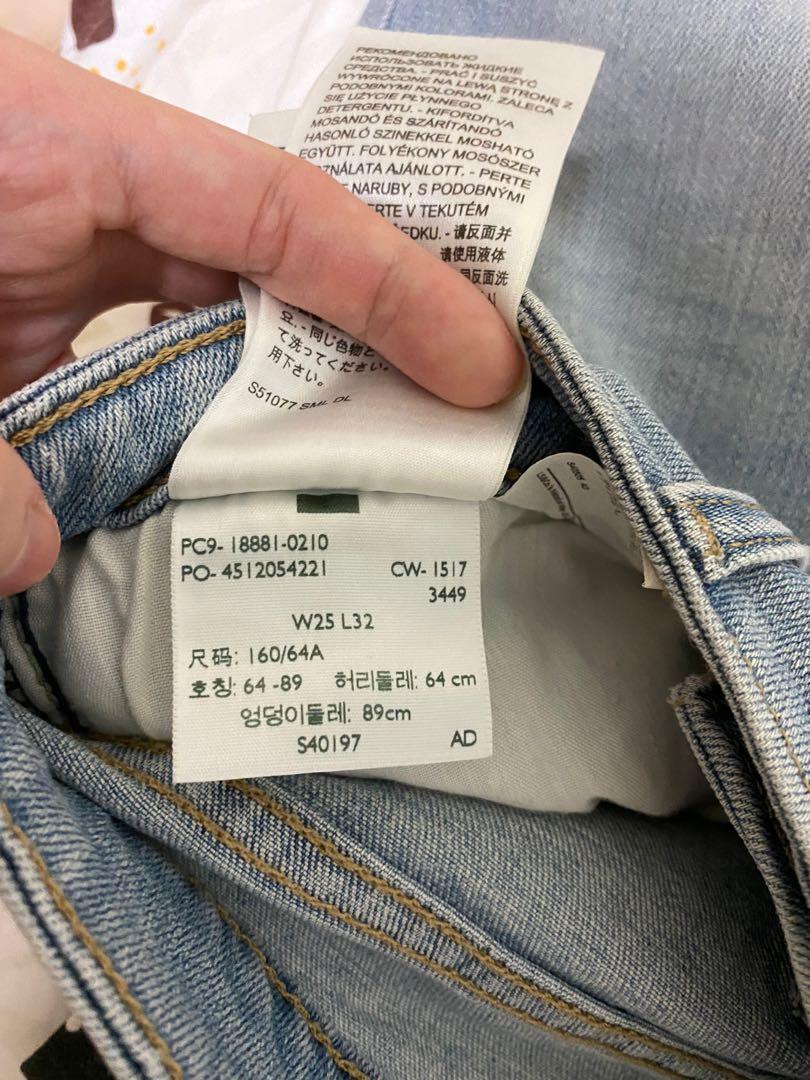 РЕКОМЕНДОВАНО
ИСПОЛЬЗОВАТЬ ЖИДКИЕ
СРЕДСТВА. - PRAĆ I SUSZYĆ
WYWRÓCONE NA LEWĄ STRONĘ Z
PODOBNYMI KOLORAMI. ZALECA
SIĘ UŻYCIE PŁYNNEGO
DETERGENTU. - KIFORDÍTVA
MOSANDÓ ÉS SZÁRÍTANDÓ
HASONLÓ SZINEKKEL MOSHATÓ
EGYÜTT. FOLYÉKONY MOSÓSZER
AJÁNLOTT. - PERTE
NARUBY, S PODOBNÝMI
V TEKUTÉM
- 请反面并
请使用液体
反面洗
豆. - 同じ色物と
て洗ってください。
用下さい。
S51077 SML DL
PC9- 18881-0210
PO- 4512054221 CW- 1517
3449
W25 L32
尺码: 160/64A
호칭: 64 -89 허리둘레: 64 cm
엉덩이둘레: 89cm
S40197 AD